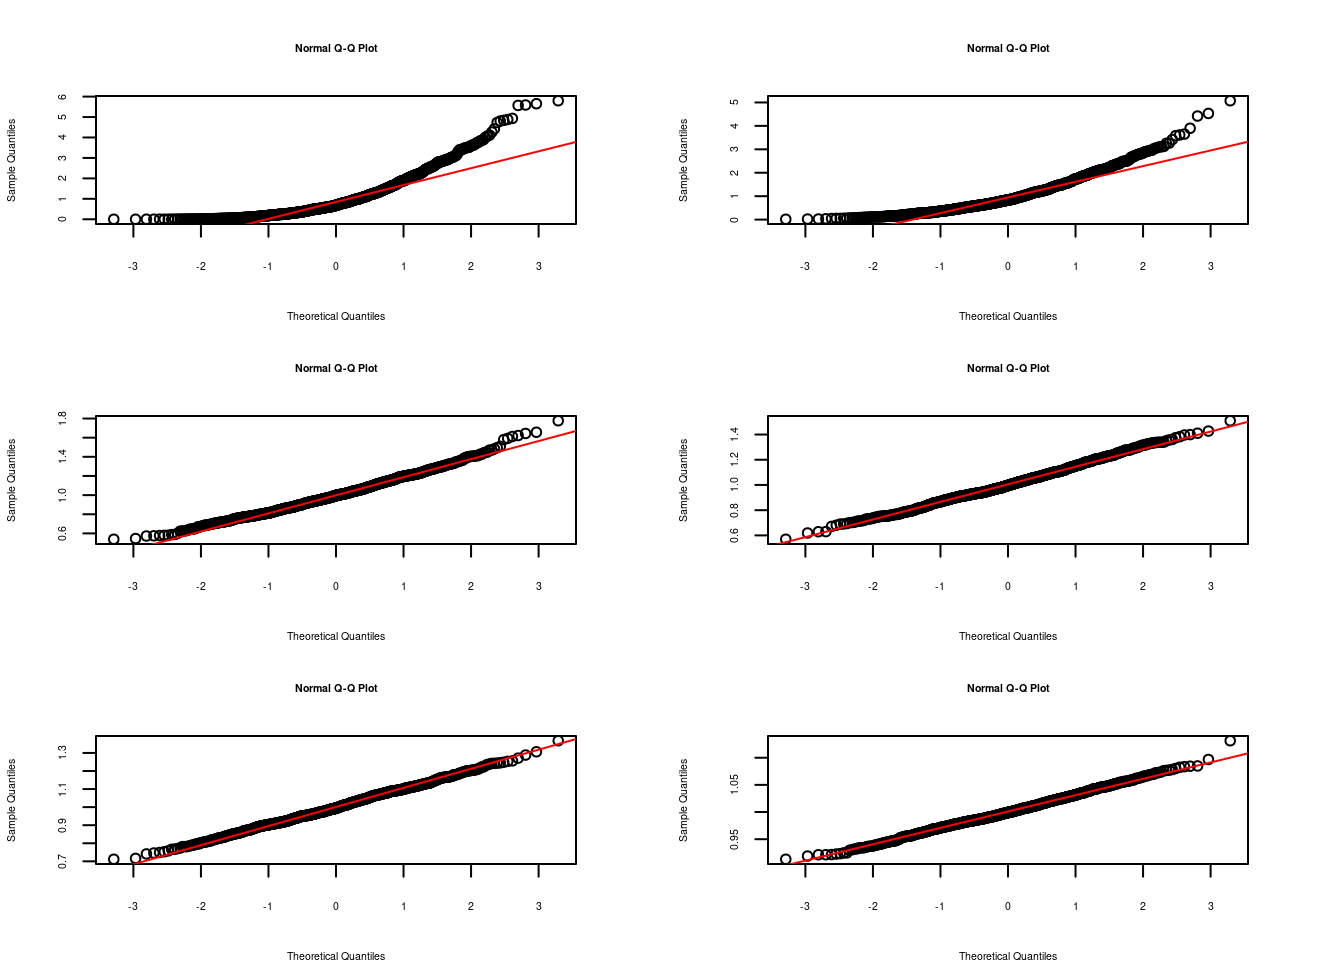 Normal Q-Q Plot
Sample Quantiles
0 1 2 3 4 5 6
-3 -2 -1 0 1 2 3
Theoretical Quantiles
Normal Q-Q Plot
Sample Quantiles
0 1 2 3 4 5
-3 -2 -1 0 1 2 3
Theoretical Quantiles
Normal Q-Q Plot
Sample Quantiles
0.6 1.0 1.4 1.8
-3 -2 -1 0 1 2 3
Theoretical Quantiles
Normal Q-Q Plot
Sample Quantiles
0.6 0.8 1.0 1.2 1.4
-3 -2 -1 0 1 2 3
Theoretical Quantiles
Normal Q-Q Plot
Sample Quantiles
0.7 0.9 1.1 1.3
-3 -2 -1 0 1 2 3
Theoretical Quantiles
Normal Q-Q Plot
Sample Quantiles
0.95 1.05
-3 -2 -1 0 1 2 3
Theoretical Quantiles